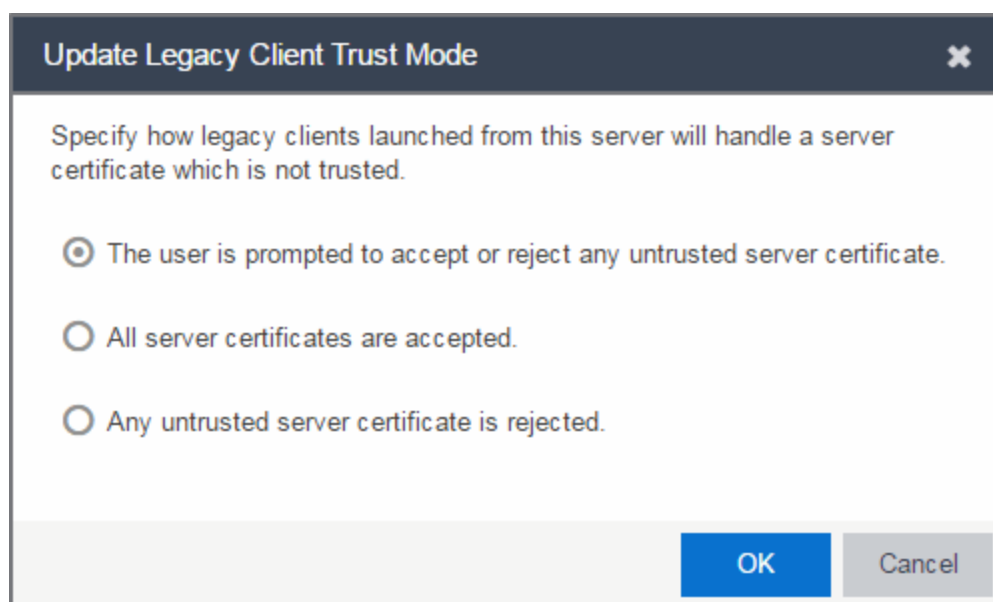 Update Legacy Client Trust Mode
Specify how legacy clients launched from this server will handle a server
certificate which is not trusted.
The user is prompted to accept or reject any untrusted server certificate.
All server certificates are accepted.
Any untrusted server certificate is rejected.
OK
Cancel